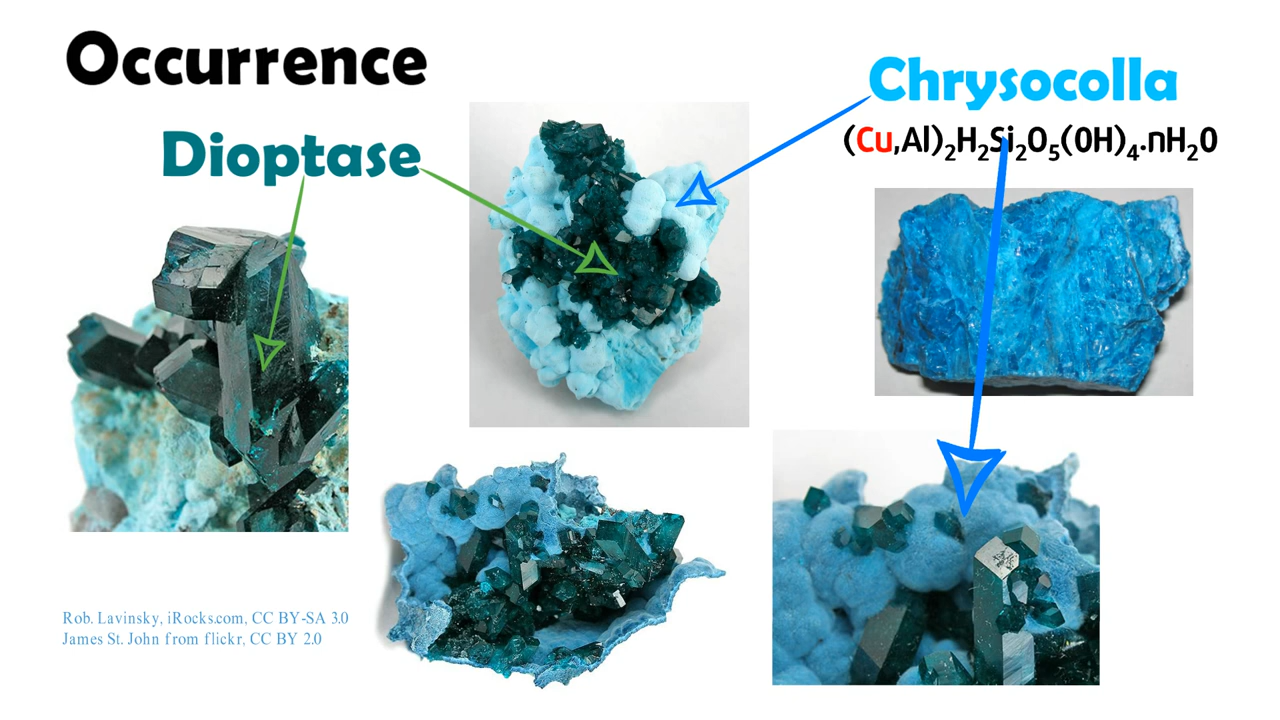 Occurrence
Chrysocolla
(Cu,Al)₂H₂Si₂O₅(OH)₄.nH₂O
Dioptase
Rob. Lavinsky, iRocks.com, CC BY-SA 3.0
James St. John from flickr, CC BY 2.0